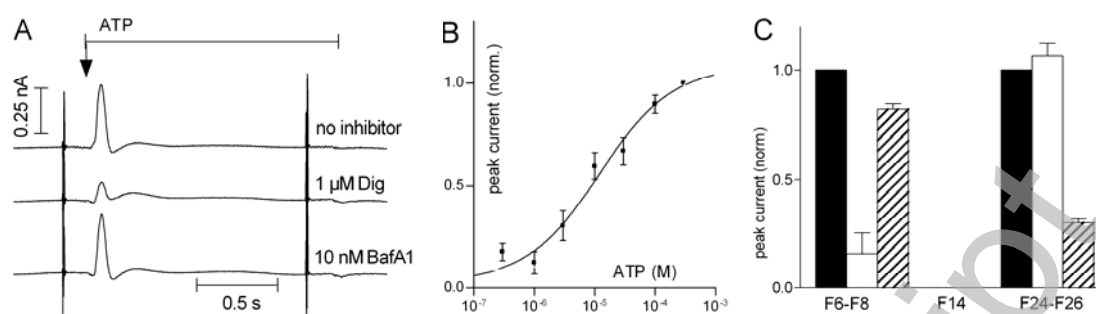 A
ATP
0.25 nA
no inhibitor
1 µM Dig
10 nM BafA1
0.5 s
B
peak current (norm.)
1.0
0.5
0.0
ATP (M)
10-7
10-6
10-5
10-4
10-3
C
peak current (norm)
1.0
0.5
0.0
F6-F8
F14
F24-F26